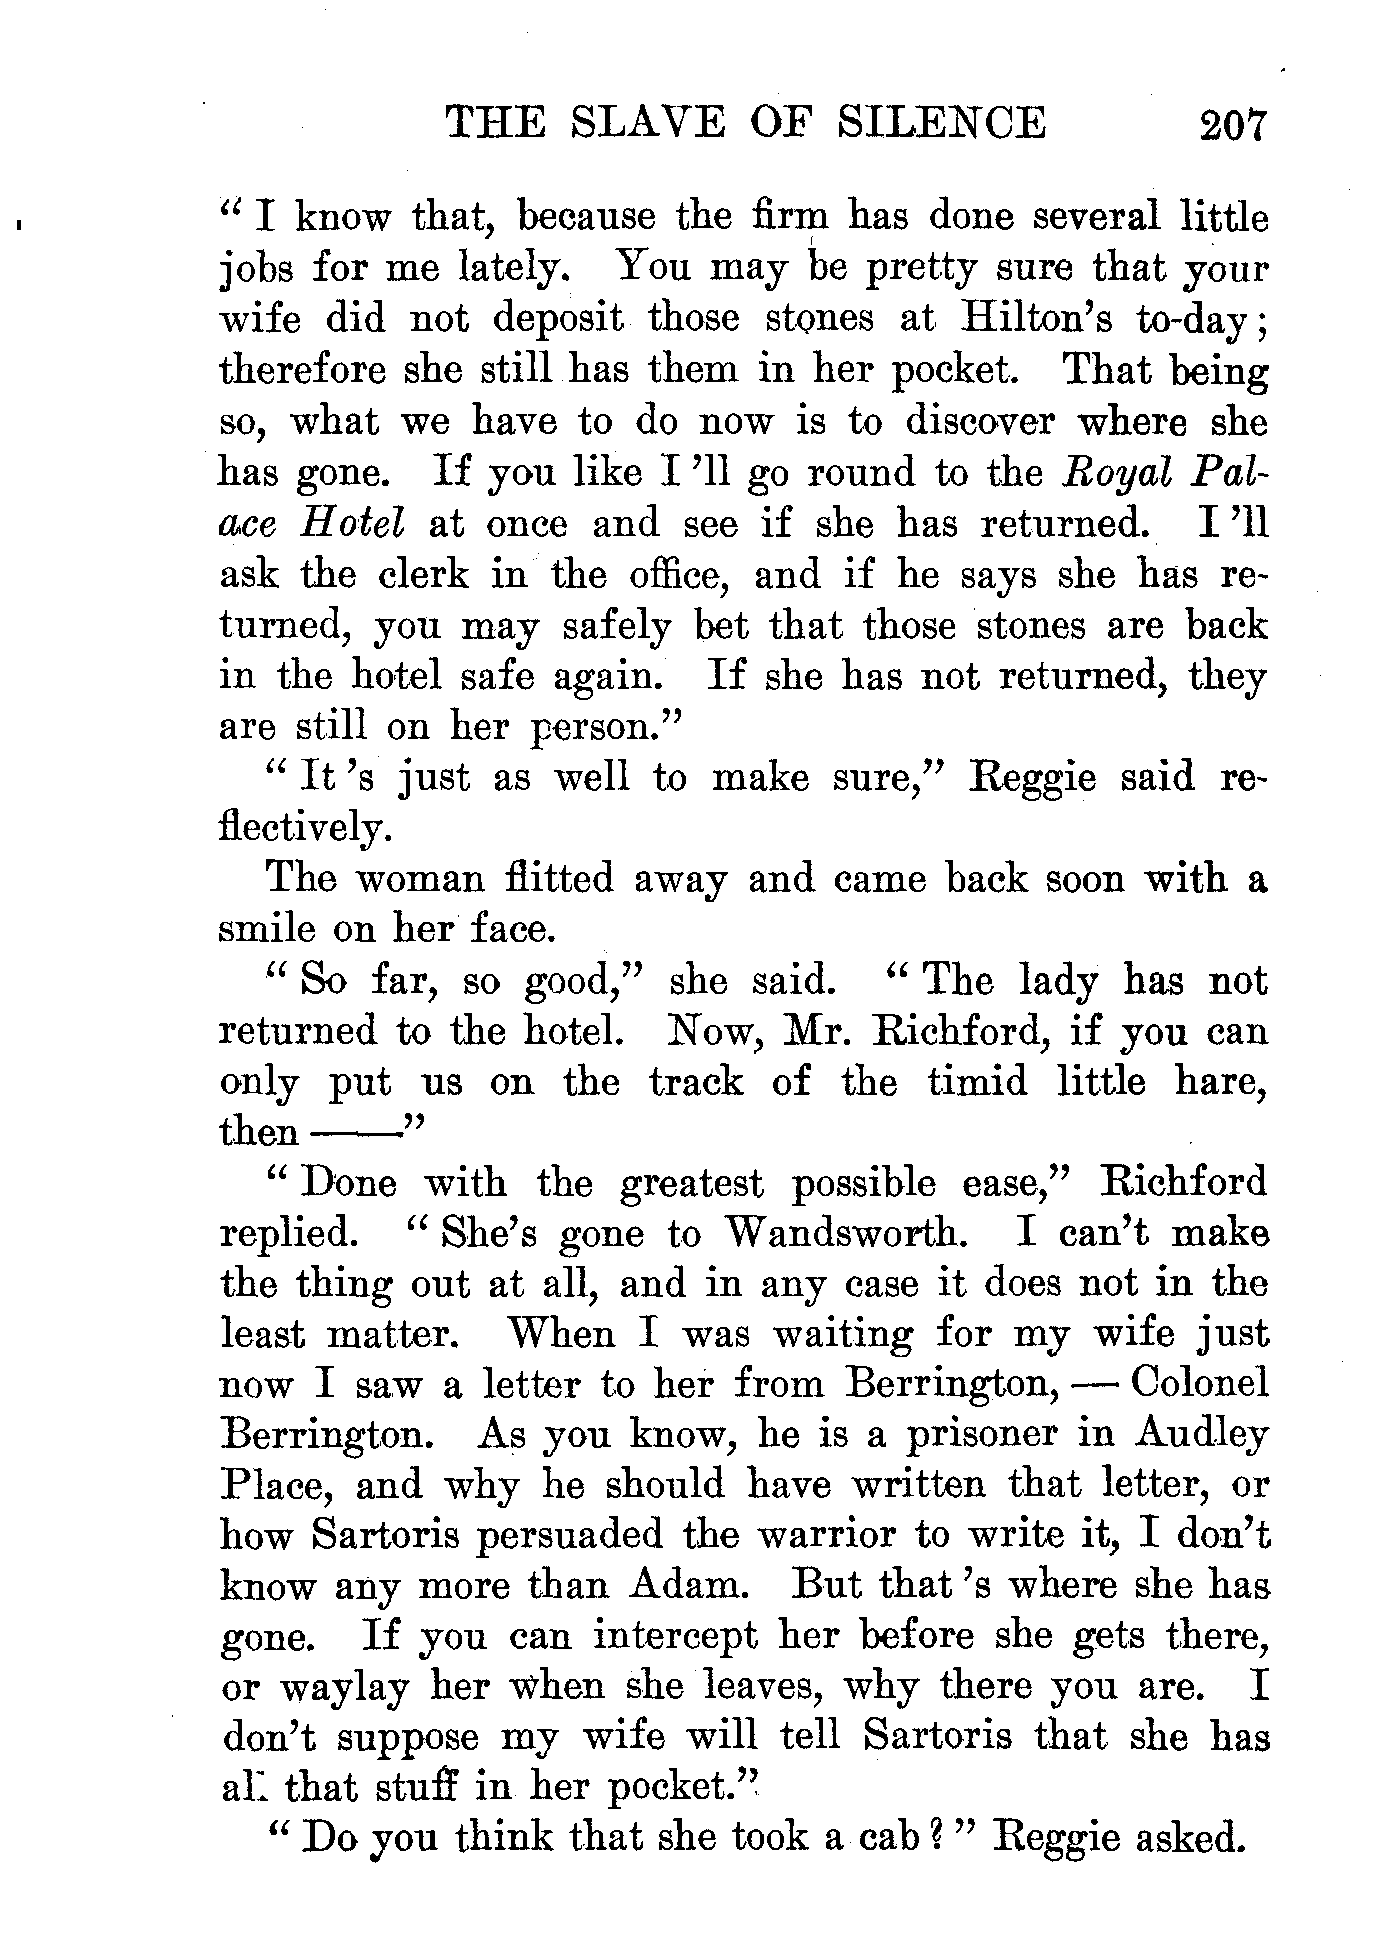 THE SLAVE OF SILENCE 207
“ I know that, because the firm has done several little
jobs for me lately. You may be pretty sure that your
wife did not deposit those stones at Hilton’s to-day;
therefore she still has them in her pocket. That being
so, what we have to do now is to discover where she
has gone. If you like I ’ll go round to the Royal Pal-
ace Hotel at once and see if she has returned. I ’ll
ask the clerk in the office, and if he says she has re-
turned, you may safely bet that those stones are back
in the hotel safe again. If she has not returned, they
are still on her person.”
“ It ’s just as well to make sure,” Reggie said re-
flectively.
The woman flitted away and came back soon with a
smile on her face.
“ So far, so good,” she said. “ The lady has not
returned to the hotel. Now, Mr. Richford, if you can
only put us on the track of the timid little hare,
then ——”
“ Done with the greatest possible ease,” Richford
replied. “ She’s gone to Wandsworth. I can’t make
the thing out at all, and in any case it does not in the
least matter. When I was waiting for my wife just
now I saw a letter to her from Berrington, — Colonel
Berrington. As you know, he is a prisoner in Audley
Place, and why he should have written that letter, or
how Sartoris persuaded the warrior to write it, I don’t
know any more than Adam. But that ’s where she has
gone. If you can intercept her before she gets there,
or waylay her when she leaves, why there you are. I
don’t suppose my wife will tell Sartoris that she has
all that stuff in her pocket.”
“ Do you think that she took a cab ? ” Reggie asked.